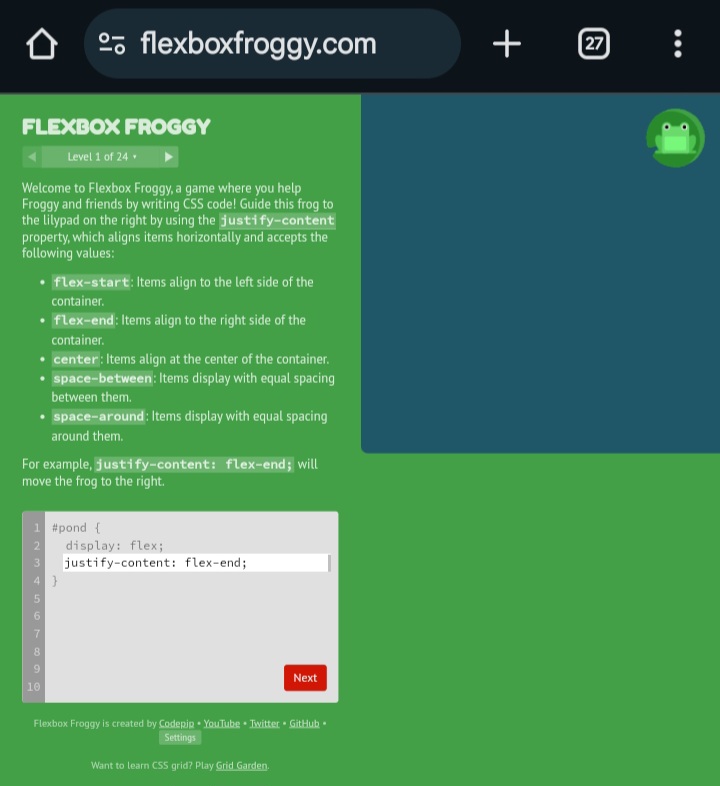 flexboxfroggy.com
27
FLEXBOX FROGGY
Level 1 of 24
Welcome to Flexbox Froggy, a game where you help
Froggy and friends by writing CSS code! Guide this frog to
the lilypad on the right by using the justify-content
property, which aligns items horizontally and accepts the
following values:
• flex-start: Items align to the left side of the
container.
• flex-end: Items align to the right side of the
container.
• center: Items align at the center of the container.
• space-between: Items display with equal spacing
between them.
• space-around: Items display with equal spacing
around them.
For example, justify-content: flex-end; will
move the frog to the right.
1 #pond {
2 display: flex;
3 justify-content: flex-end;
4 }
5
6
7
8
9
10
Next
Flexbox Froggy is created by Codepip • YouTube • Twitter • GitHub •
Settings
Want to learn CSS grid? Play Grid Garden.